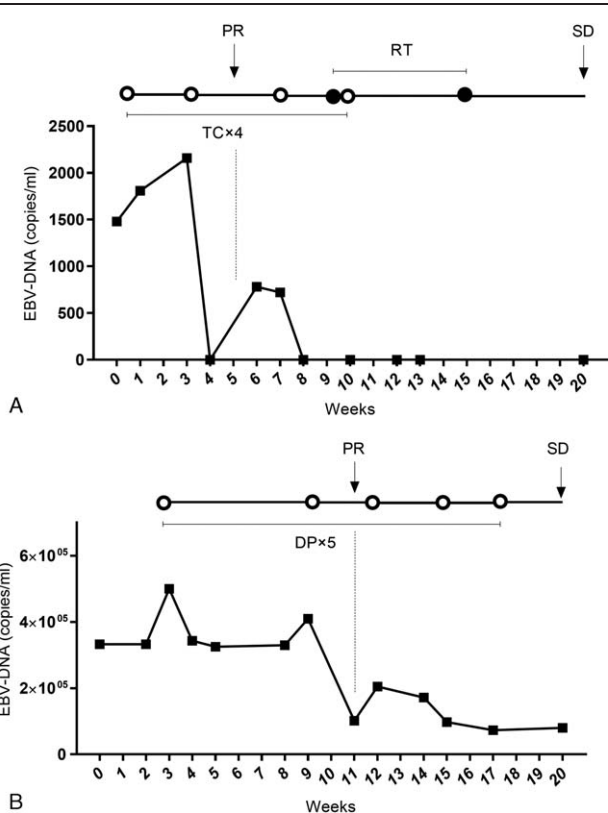 PR
SD
RT
TC×4
2500
2000
1500
1000
500
0
EBV-DNA (copies/ml)
0 1 2 3 4 5 6 7 8 9 10 11 12 13 14 15 16 17 18 19 20
Weeks
A
PR
SD
DP×5
6×10⁰⁵
4×10⁰⁵
2×10⁰⁵
0
EBV-DNA (copies/ml)
0 1 2 3 4 5 6 7 8 9 10 11 12 13 14 15 16 17 18 19 20
Weeks
B